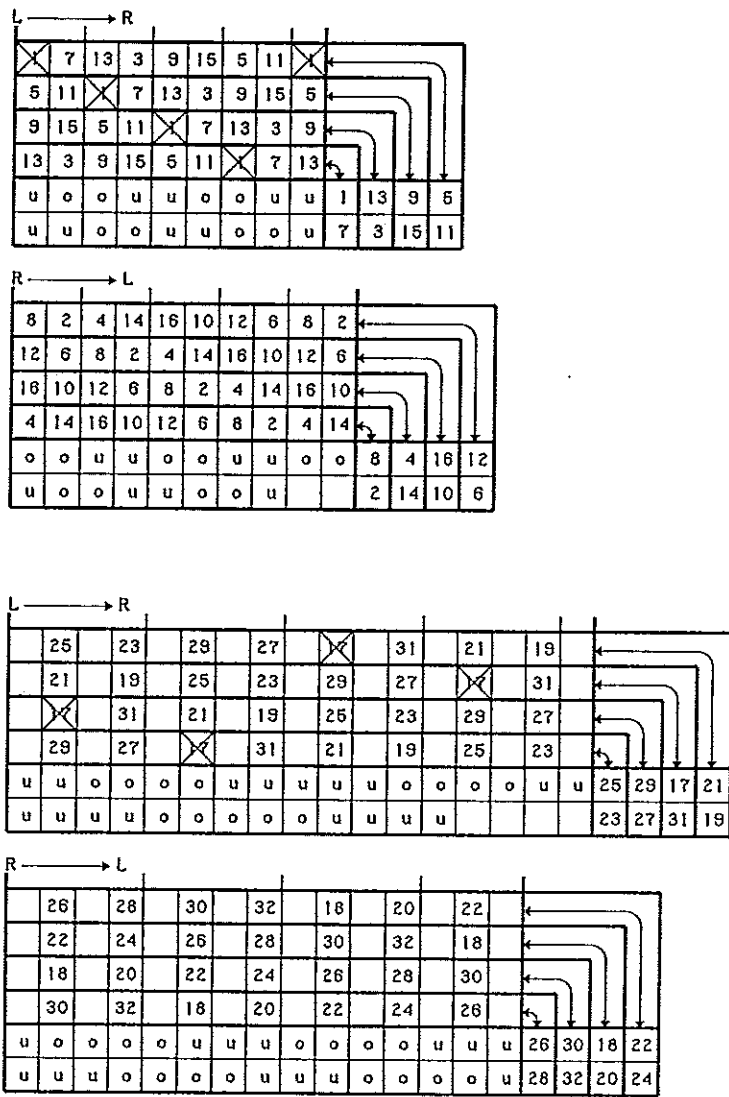 L → R
1 7 13 3 9 15 5 11 1
5 11 1 7 13 3 9 15 5
9 15 5 11 1 7 13 3 9
13 3 9 15 5 11 1 7 13
u o o u u o o u u 1 13 9 5
u u o o u u o o u 7 3 15 11
R → L
8 2 4 14 16 10 12 6 8 2
12 6 8 2 4 14 16 10 12 6
16 10 12 6 8 2 4 14 16 10
4 14 16 10 12 6 8 2 4 14
o o u u o o u u o o 8 4 16 12
u o o u u o o u 2 14 10 6
L → R
25 23 29 27 17 31 21 19
21 19 25 23 29 27 17 31
17 31 21 19 25 23 29 27
29 27 17 31 21 19 25 23
u u o o o o u u u u o o o o u u 25 29 17 21
u u u u o o o o u u u u 23 27 31 19
R → L
26 28 30 32 18 20 22
22 24 26 28 30 32 18
18 20 22 24 26 28 30
30 32 18 20 22 24 26
u o o o o u u u o o o o u u u 26 30 18 22
u u u o o o o u u o o o o u u 28 32 20 24